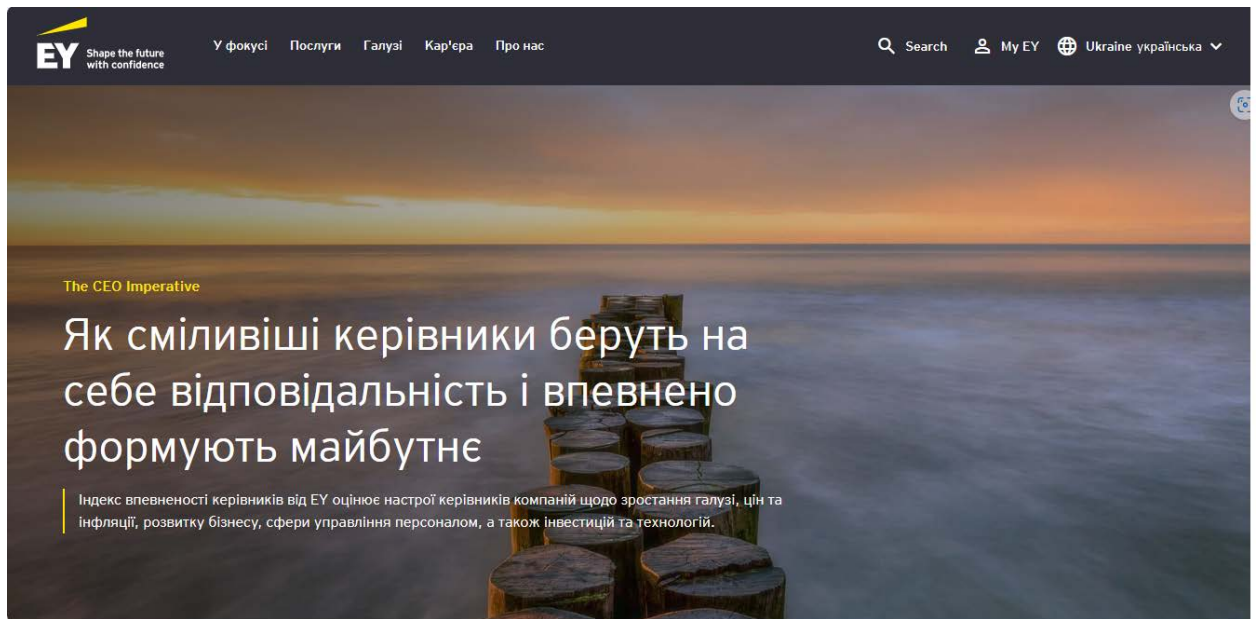 EY
Shape the future
with confidence
У фокусі
Послуги
Галузі
Кар'єра
Про нас
Search
My EY
Ukraine українська
The CEO Imperative
Як сміливіші керівники беруть на
себе відповідальність і впевнено
формують майбутнє
Індекс впевненості керівників від EY оцінює настрої керівників компаній щодо зростання галузі, цін та
інфляції, розвитку бізнесу, сфери управління персоналом, а також інвестицій та технологій.